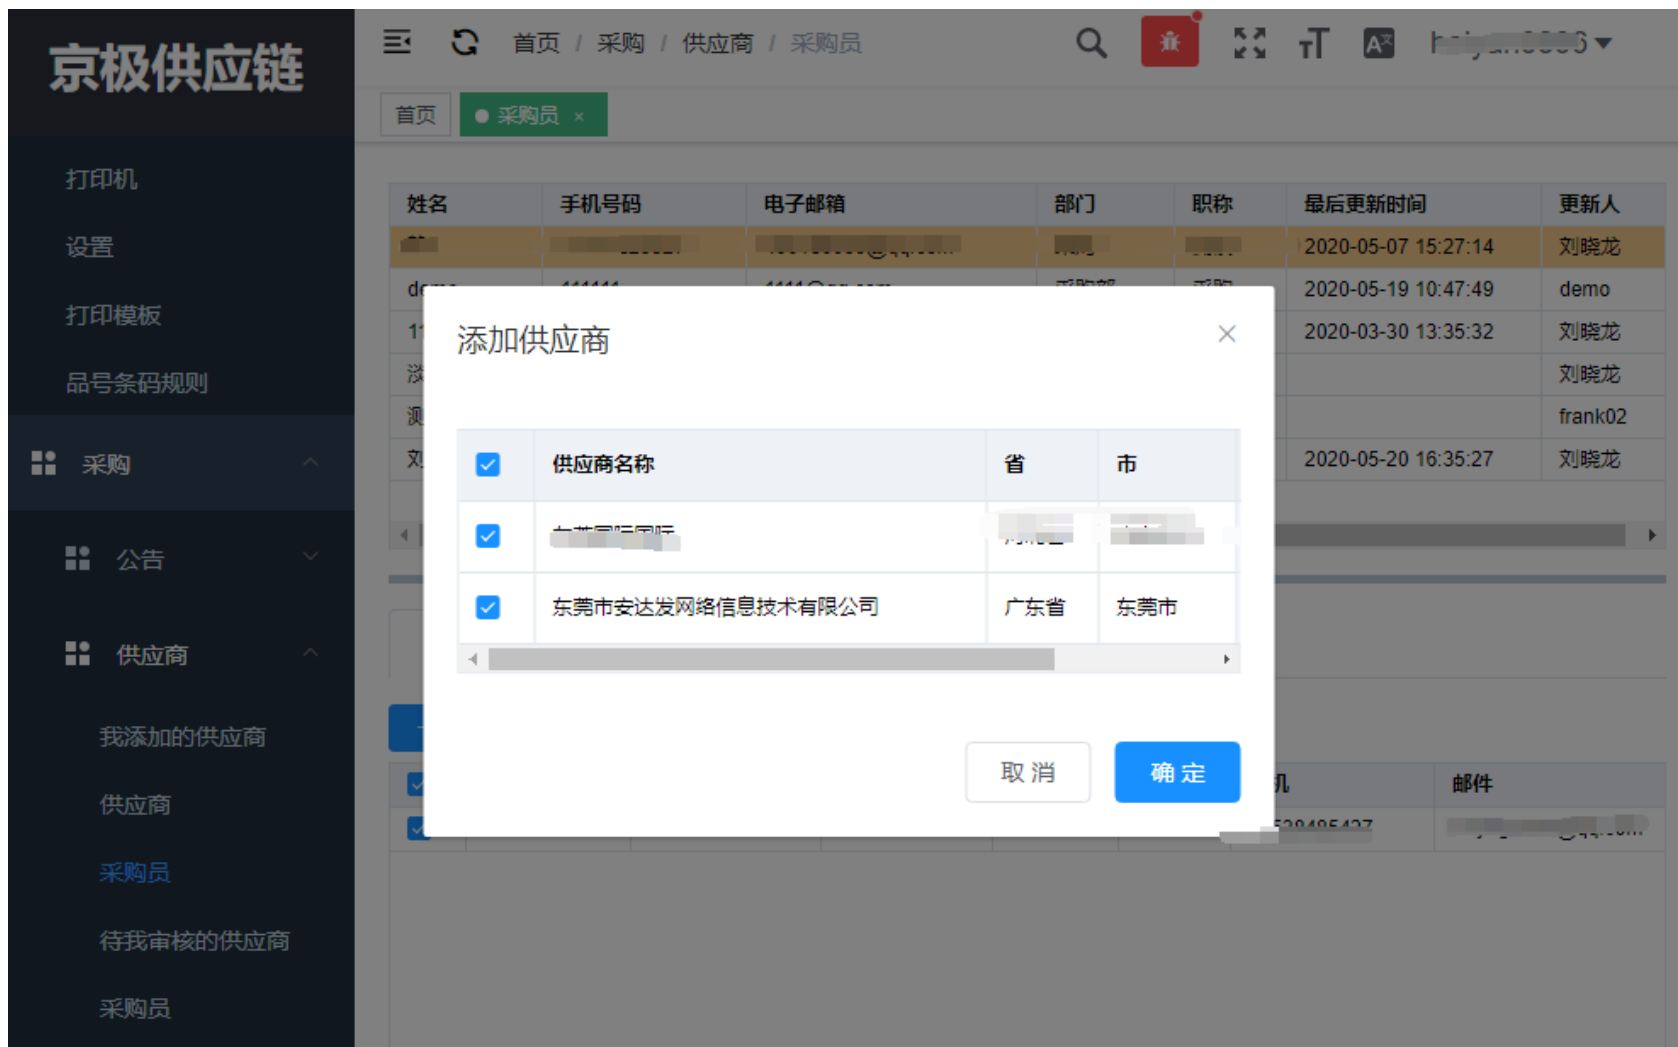 京极供应链
首页 / 采购 / 供应商 / 采购员
首页 采购员 ×
打印机
设置
打印模板
品号条码规则
采购
公告
供应商
我添加的供应商
供应商
采购员
待我审核的供应商
采购员
姓名 手机号码 电子邮箱 部门 职称 最后更新时间 更新人
2020-05-07 15:27:14 刘晓龙
2020-05-19 10:47:49 demo
2020-03-30 13:35:32 刘晓龙
刘晓龙
frank02
2020-05-20 16:35:27 刘晓龙
添加供应商
供应商名称 省 市
东莞市安达发网络信息技术有限公司 广东省 东莞市
取消 确定
邮件